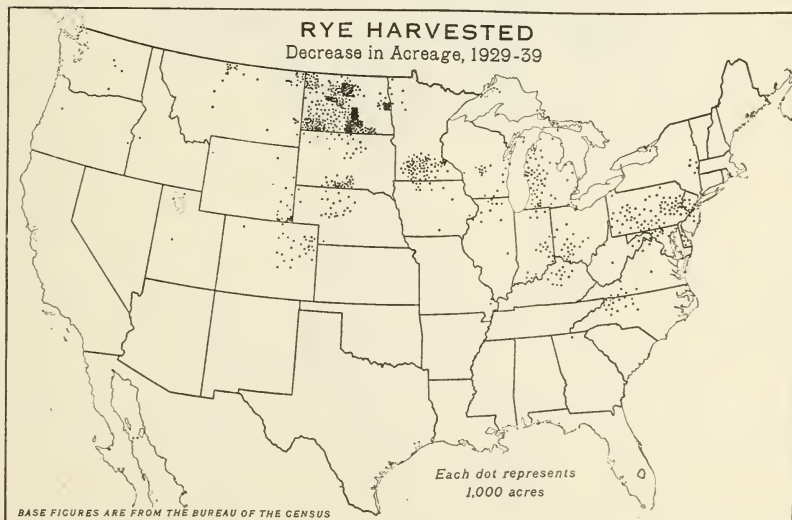 RYE HARVESTED
Decrease in Acreage, 1929-39
Each dot represents
1,000 acres
BASE FIGURES ARE FROM THE BUREAU OF THE CENSUS